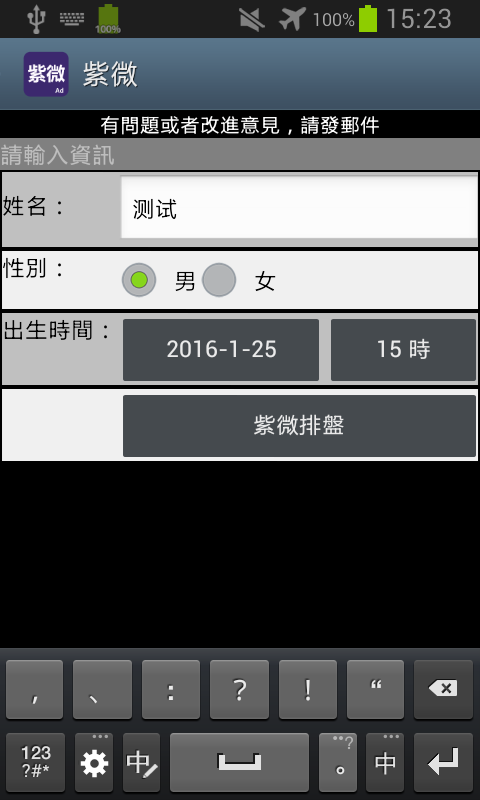 100%
100%
15:23
紫微
Ad
紫微
有問題或者改進意見，請發郵件
請輸入資訊
姓名：
测试
性別：
男
女
出生時間：
2016-1-25
15 時
紫微排盤
, 、 : ? ! “
123
?#*
中
。
?
中